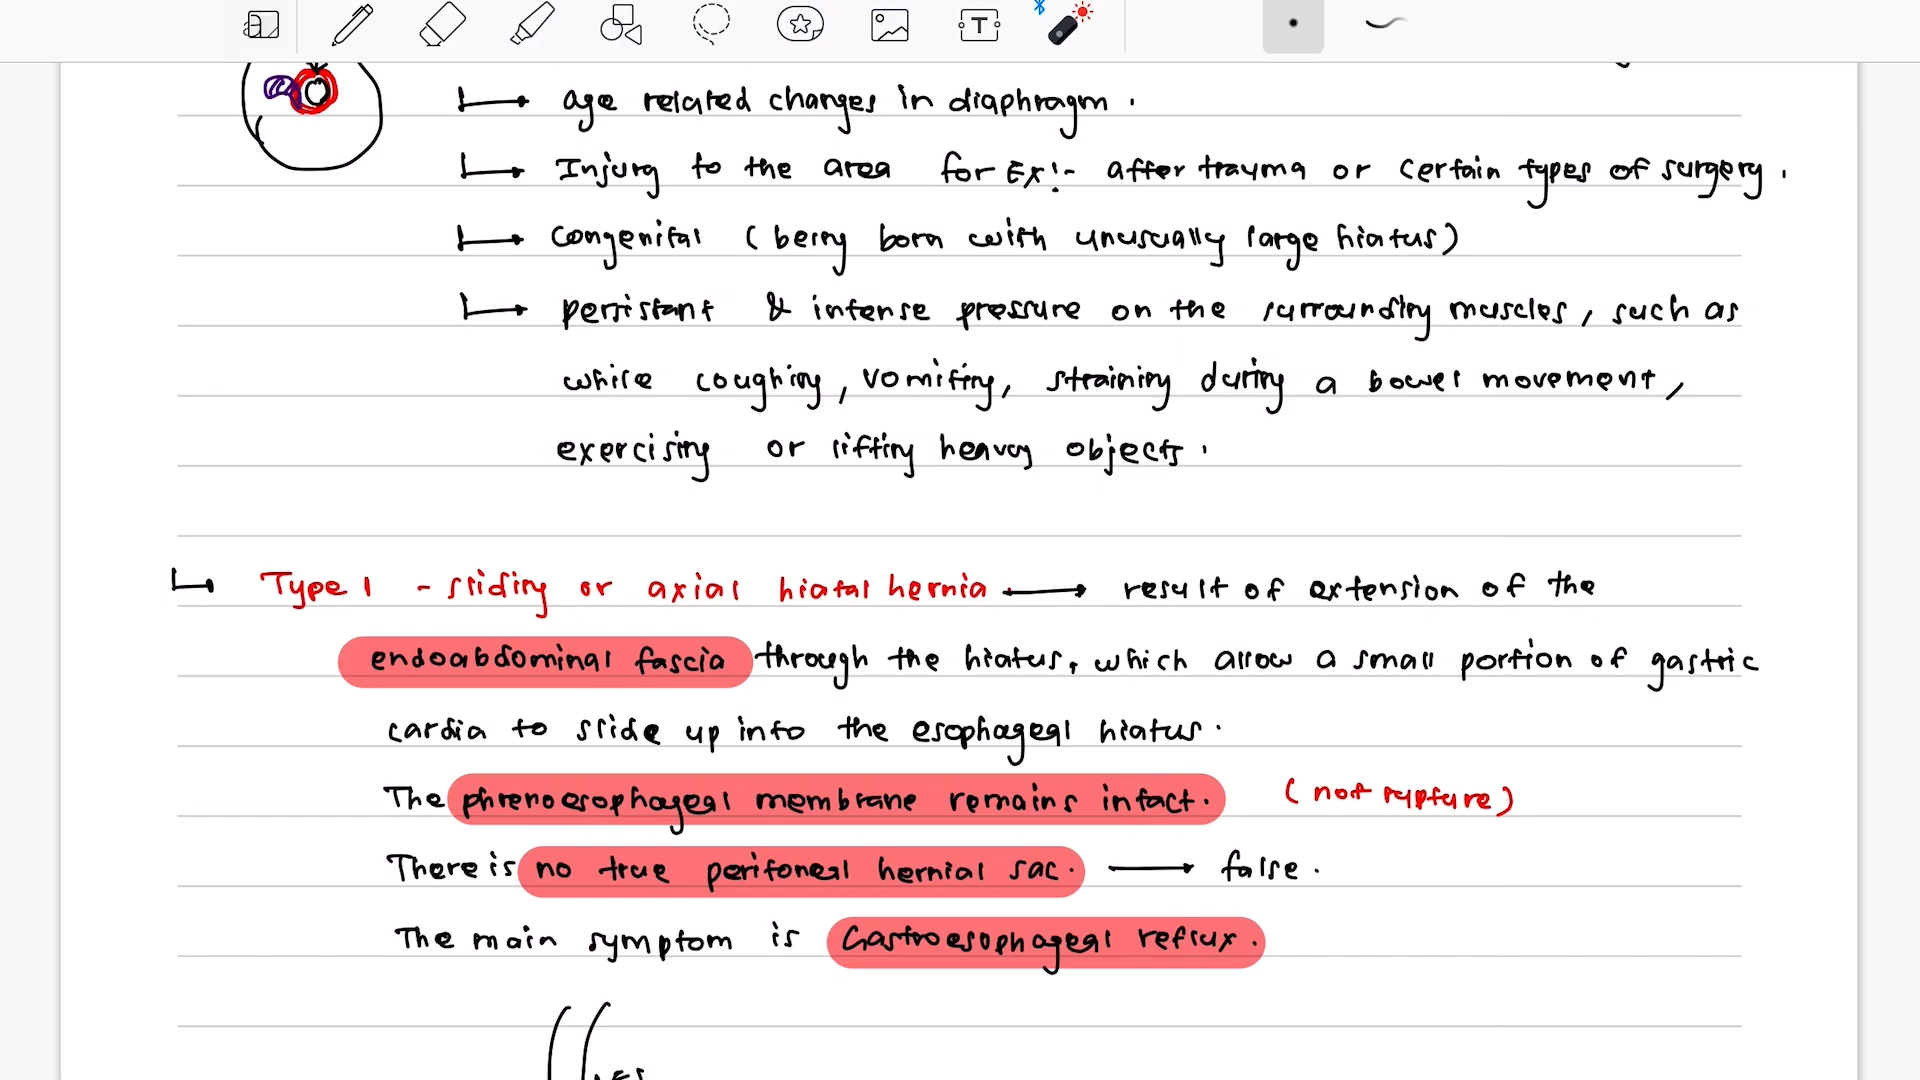 age related changes in diaphragm.
Injury to the area for Ex:- after trauma or certain types of surgery.
congenital (being born with unusually large hiatus)
persistant & intense pressure on the surrounding muscles, such as
while coughing, vomiting, straining during a bowel movement,
exercising or lifting heavy objects.
Type 1 - sliding or axial hiatal hernia → result of extension of the
endoabdominal fascia through the hiatus, which allow a small portion of gastric
cardia to slide up into the esophageal hiatus.
The phrenoesophageal membrane remains intact. (not rupture)
There is no true peritoneal hernial sac. → false.
The main symptom is Gastroesophageal reflux.